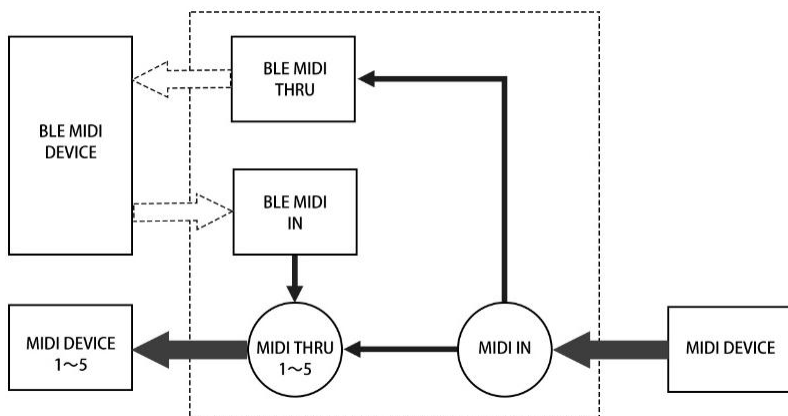 BLE MIDI
THRU
BLE MIDI
DEVICE
BLE MIDI
IN
MIDI DEVICE
1～5
MIDI THRU
1～5
MIDI IN
MIDI DEVICE